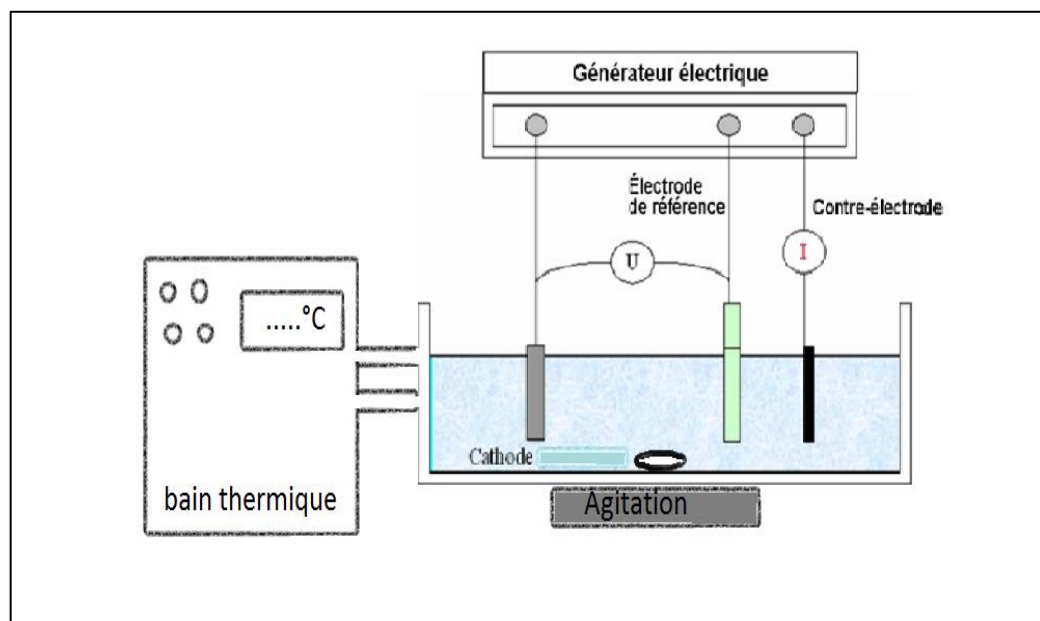 Générateur électrique
Électrode
de référence
Contre-électrode
U
I
.....°C
Cathode
bain thermique
Agitation